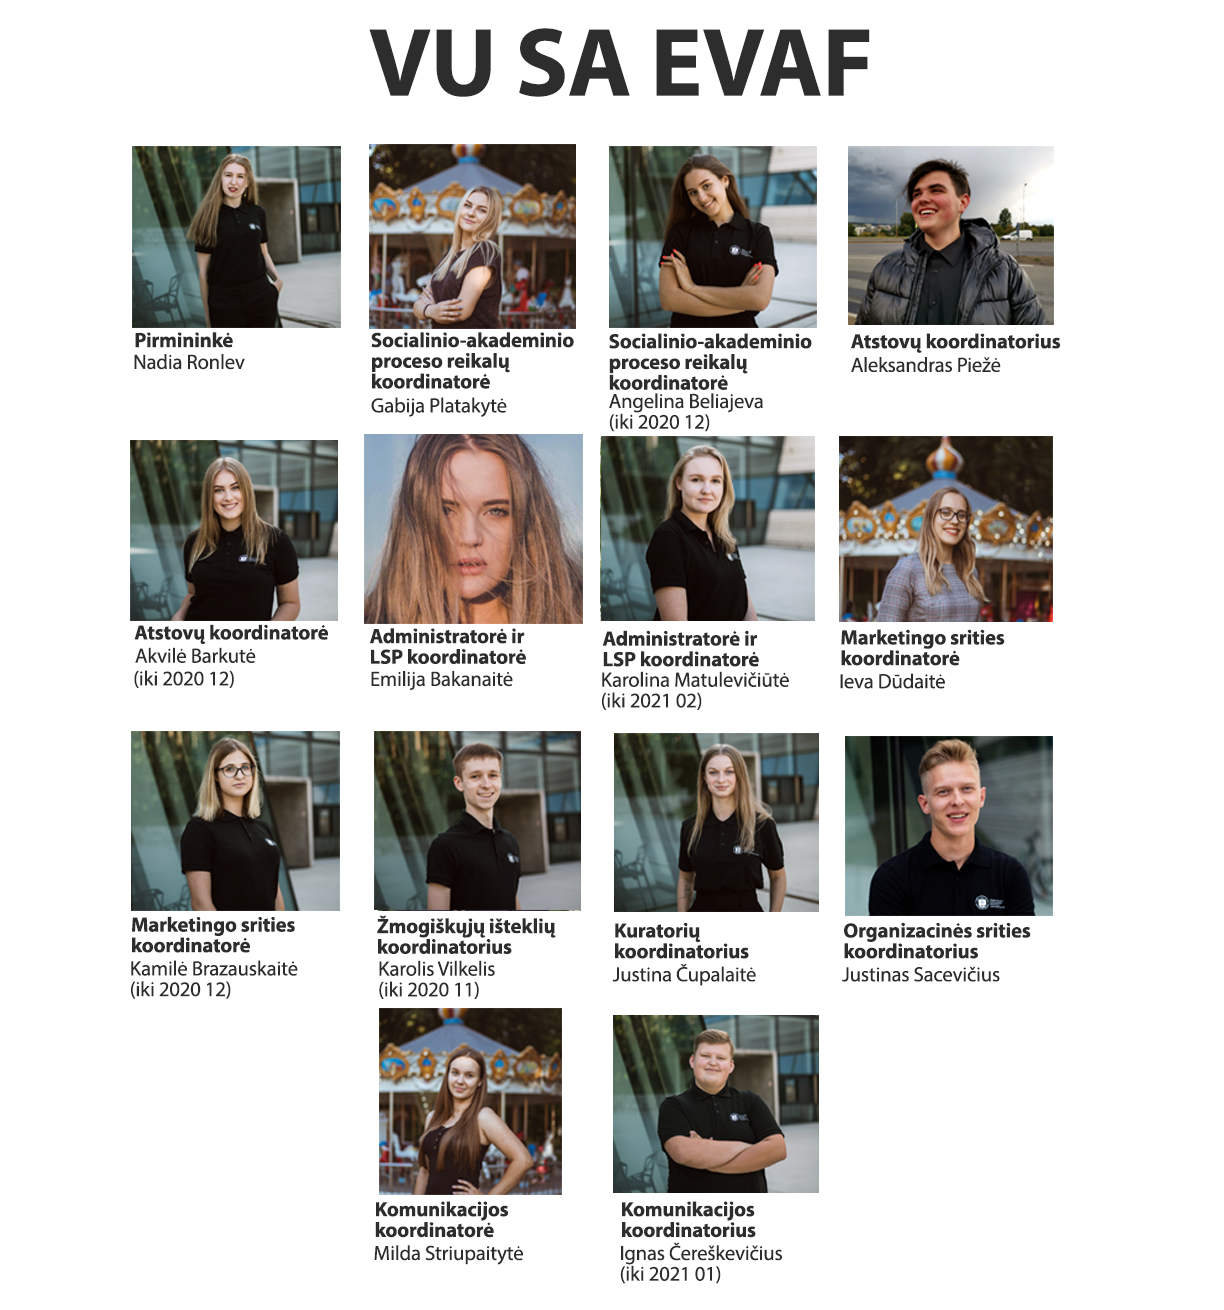 VU SA EVAF
Pirmininkė
Nadia Ronlev
Socialinio-akademinio
proceso reikalų
koordinatorė
Gabija Platakytė
Socialinio-akademinio
proceso reikalų
koordinatorė
Angelina Beliajeva
(iki 2020 12)
Atstovų koordinatorius
Aleksandras Piežė
Atstovų koordinatorė
Akvilė Barkutė
(iki 2020 12)
Administratorė ir
LSP koordinatorė
Emilija Bakanaitė
Administratorė ir
LSP koordinatorė
Karolina Matulevičiūtė
(iki 2021 02)
Marketingo srities
koordinatorė
Ieva Dūdaitė
Marketingo srities
koordinatorė
Kamilė Brazauskaitė
(iki 2020 12)
Žmogiškųjų išteklių
koordinatorius
Karolis Vilkelis
(iki 2020 11)
Kuratorių
koordinatorius
Justina Čupalaitė
Organizacinės srities
koordinatorius
Justinas Sacevičius
Komunikacijos
koordinatorė
Milda Striupaitytė
Komunikacijos
koordinatorius
Ignas Čereškevičius
(iki 2021 01)